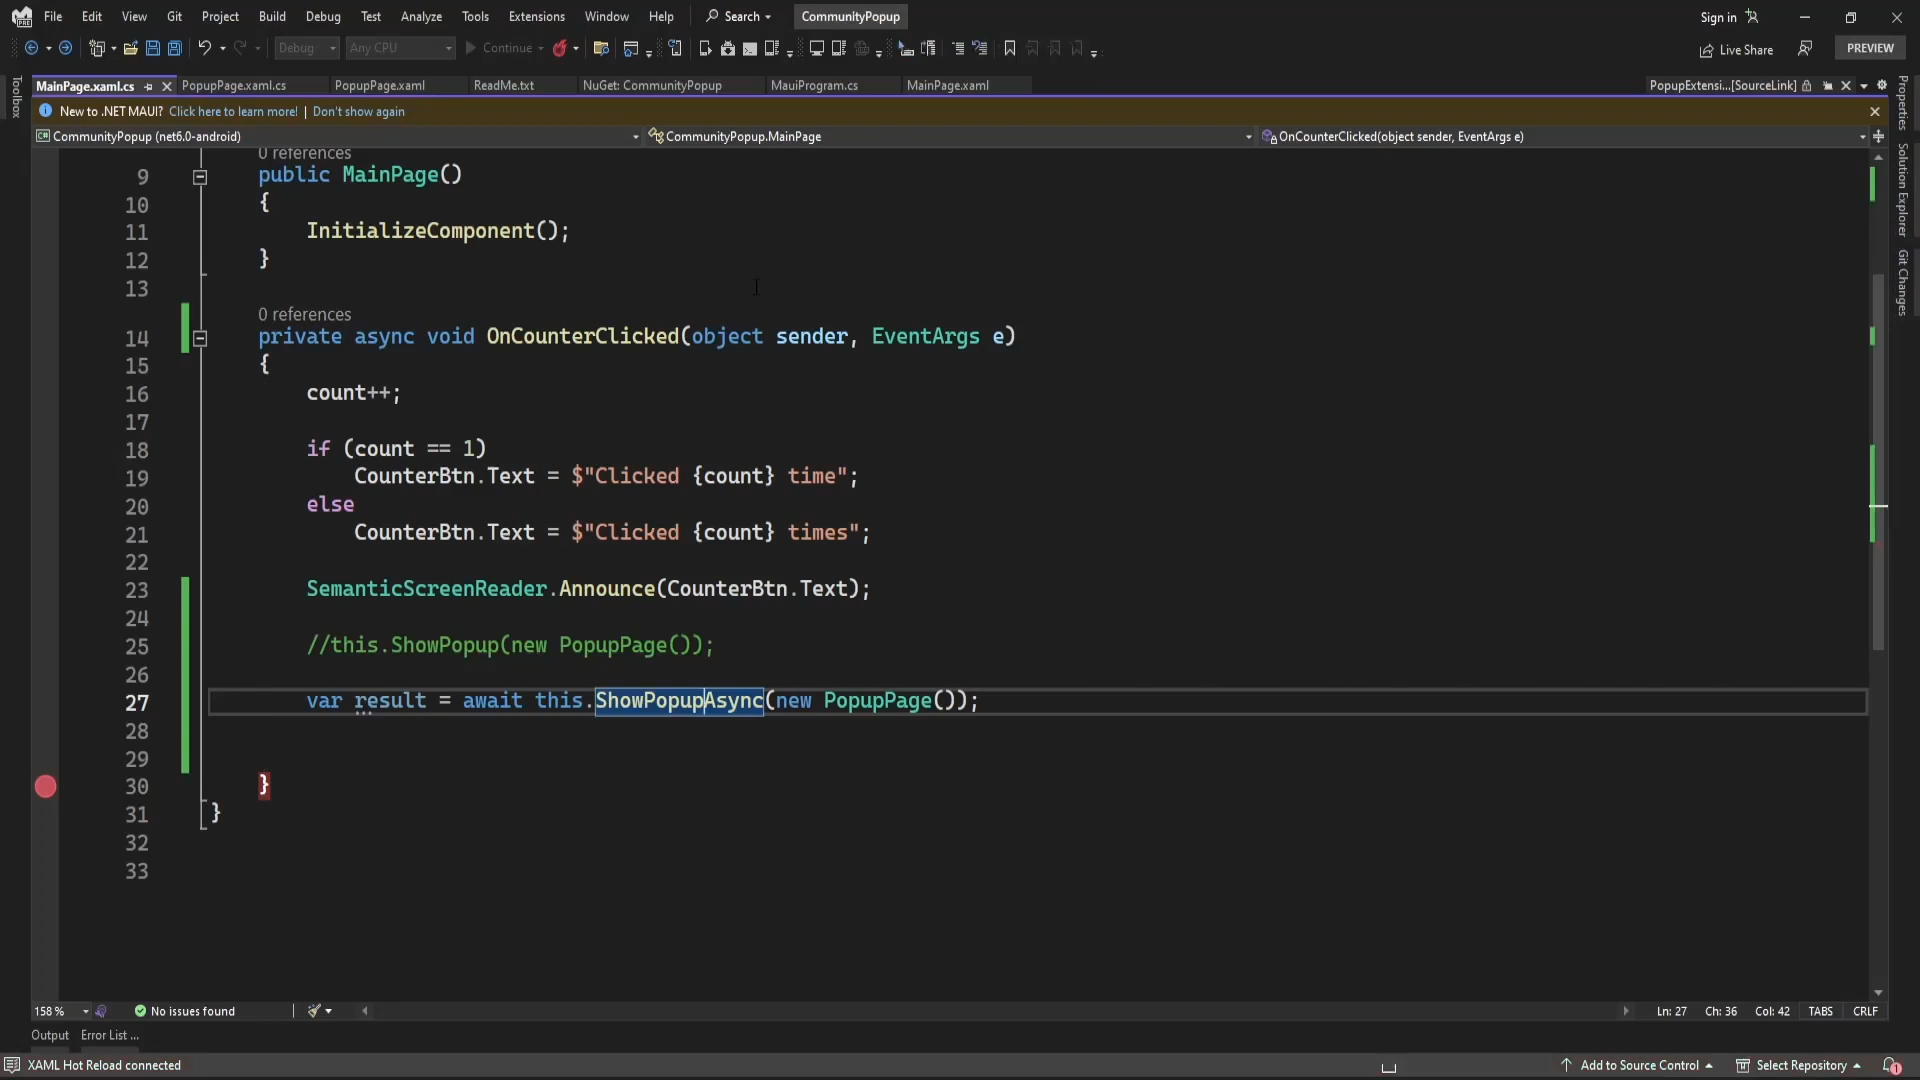 File Edit View Git Project Build Debug Test Analyze Tools Extensions Window Help Search CommunityPopup Sign in
PRE
Debug Any CPU Continue Live Share PREVIEW
MainPage.xaml.cs PopupPage.xaml.cs PopupPage.xaml ReadMe.txt NuGet: CommunityPopup MauiProgram.cs MainPage.xaml PopupExtensi...[SourceLink]
Toolbox
New to .NET MAUI? Click here to learn more! | Don't show again
CommunityPopup (net6.0-android) CommunityPopup.MainPage OnCounterClicked(object sender, EventArgs e)
Properties
Solution Explorer
Git Changes
0 references
9 public MainPage()
10 {
11 InitializeComponent();
12 }
13
0 references
14 private async void OnCounterClicked(object sender, EventArgs e)
15 {
16 count++;
17
18 if (count == 1)
19 CounterBtn.Text = $"Clicked {count} time";
20 else
21 CounterBtn.Text = $"Clicked {count} times";
22
23 SemanticScreenReader.Announce(CounterBtn.Text);
24
25 //this.ShowPopup(new PopupPage());
26
27 var result = await this.ShowPopupAsync(new PopupPage());
28
29
30 }
31 }
32
33
158 % No issues found Ln: 27 Ch: 36 Col: 42 TABS CRLF
Output Error List ...
XAML Hot Reload connected Add to Source Control Select Repository 1